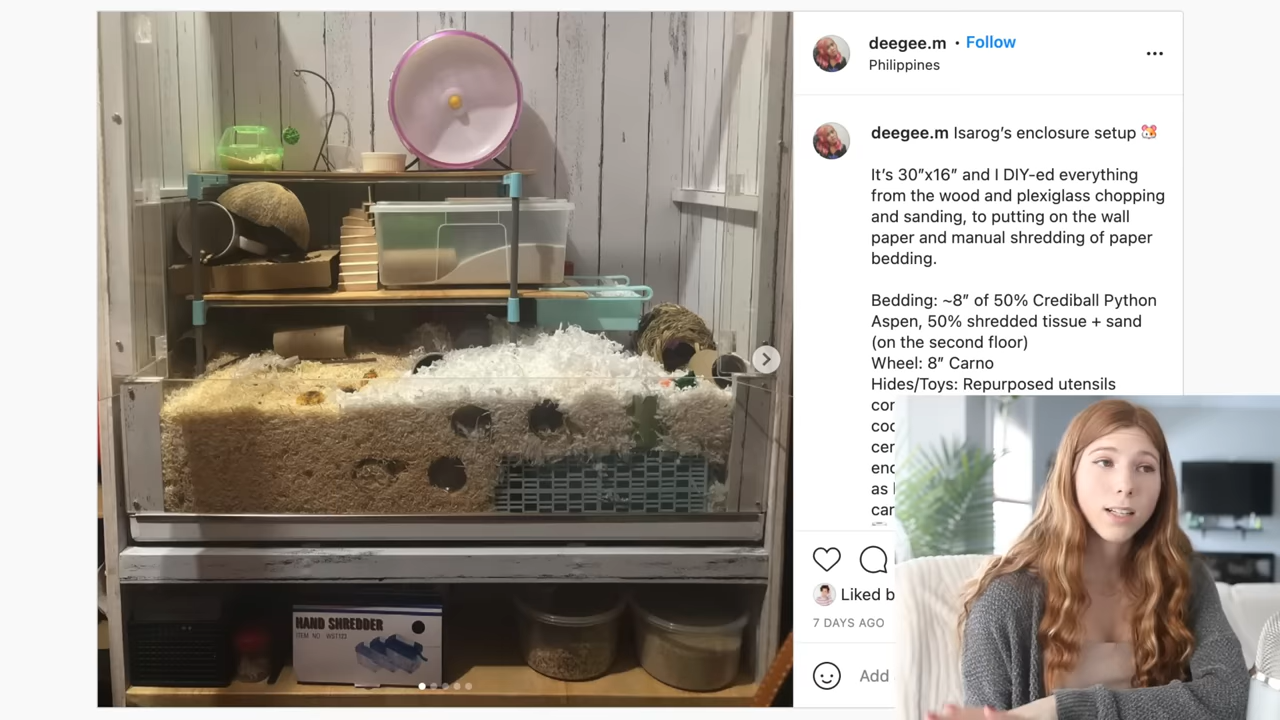 deegee.m • Follow
Philippines
deegee.m Isarog's enclosure setup 🐹
It's 30"x16" and I DIY-ed everything
from the wood and plexiglass chopping
and sanding, to putting on the wall
paper and manual shredding of paper
bedding.
Bedding: ~8" of 50% Crediball Python
Aspen, 50% shredded tissue + sand
(on the second floor)
Wheel: 8" Carno
Hides/Toys: Repurposed utensils
Liked b
7 DAYS AGO
Add
HAND SHREDDER
ITEM NO: WST123